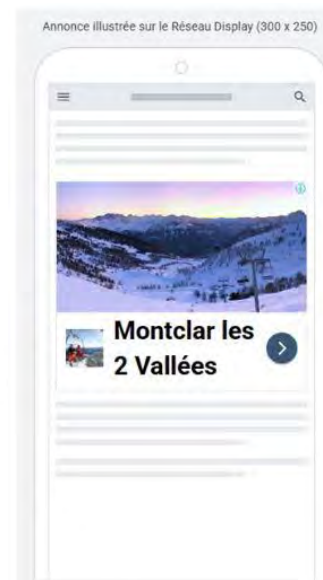 Annonce illustrée sur le Réseau Display (300 x 250)
Montclar les
2 Vallées